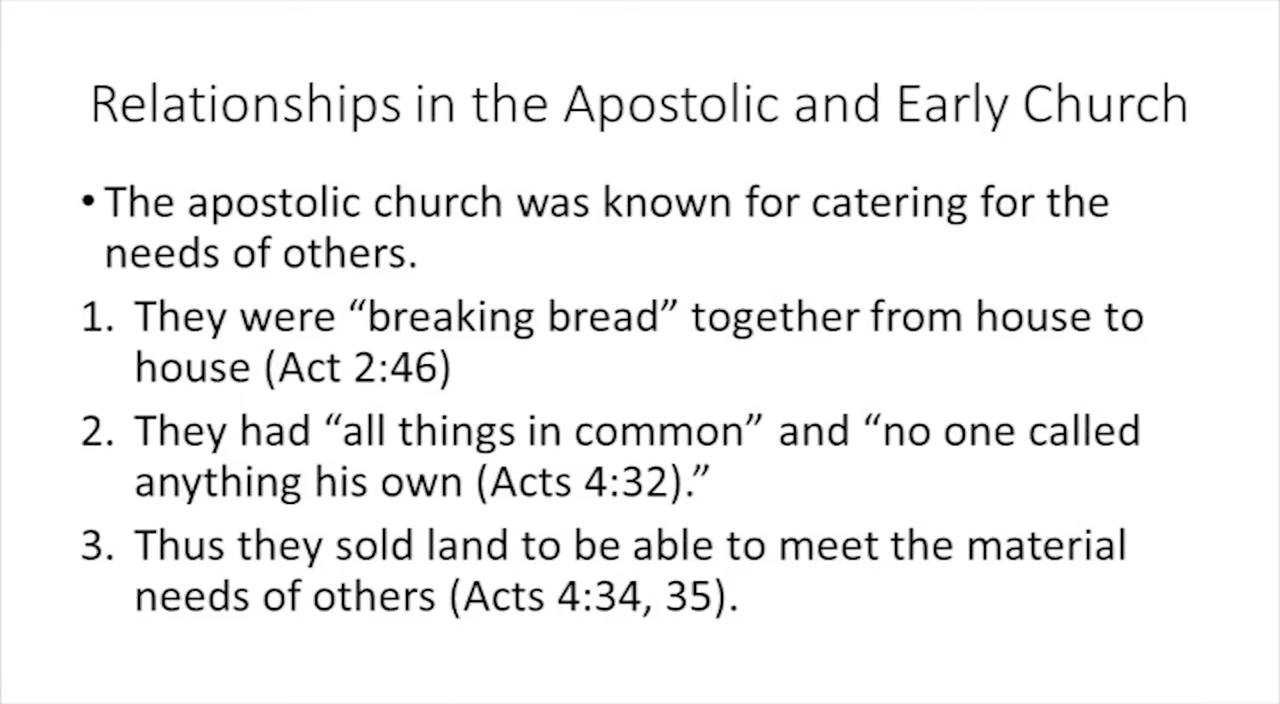 Relationships in the Apostolic and Early Church
• The apostolic church was known for catering for the
needs of others.
1. They were “breaking bread” together from house to
house (Act 2:46)
2. They had “all things in common” and “no one called
anything his own (Acts 4:32).”
3. Thus they sold land to be able to meet the material
needs of others (Acts 4:34, 35).